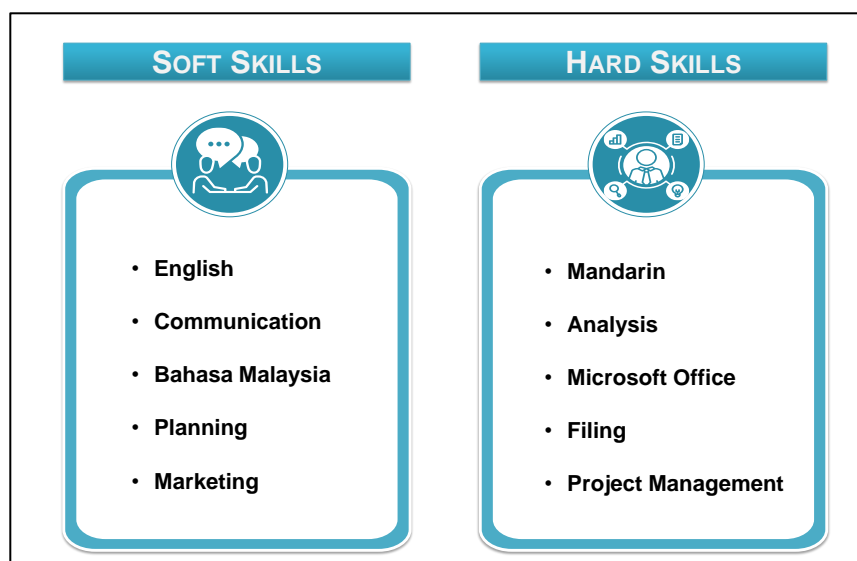 SOFT SKILLS
English
Communication
Bahasa Malaysia
Planning
Marketing
HARD SKILLS
Mandarin
Analysis
Microsoft Office
Filing
Project Management